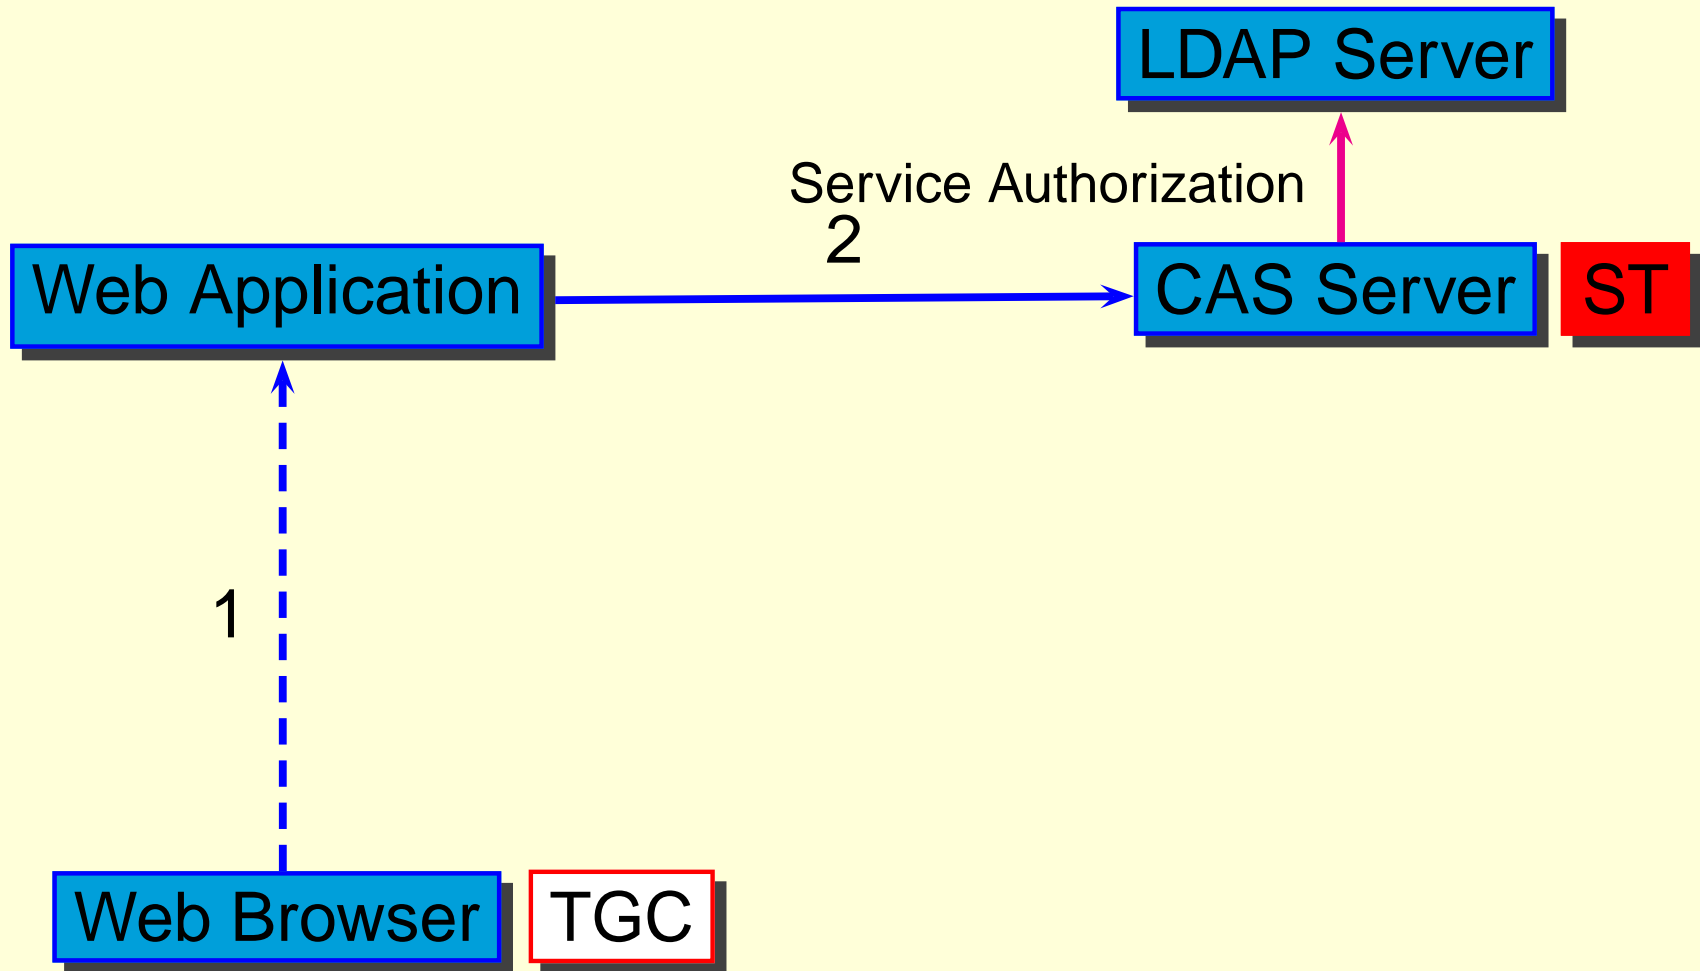 LDAP Server
Service Authorization
2
Web Application
CAS Server
ST
1
Web Browser
TGC